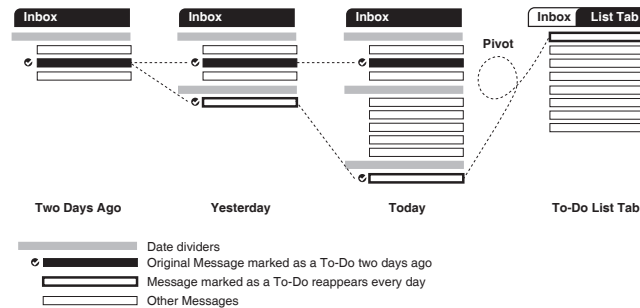 Inbox
Inbox
Inbox
Inbox List Tab
Pivot
Two Days Ago
Yesterday
Today
To-Do List Tab
Date dividers
Original Message marked as a To-Do two days ago
Message marked as a To-Do reappears every day
Other Messages